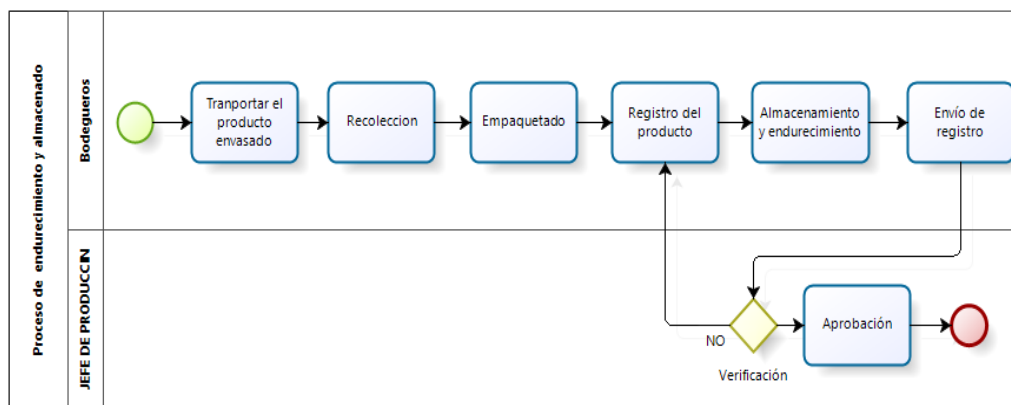 Proceso de endurecimiento y almacenado
Bodegueros
Tranportar el
producto
envasado
Recoleccion
Empaquetado
Registro del
producto
Almacenamiento
y endurecimiento
Envío de
registro
JEFE DE PRODUCCIN
NO
Verificación
Aprobación